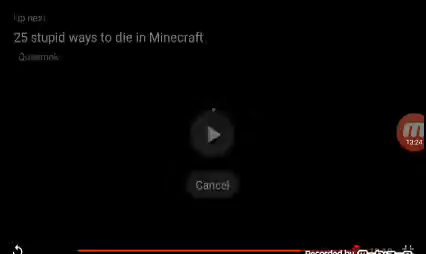 Up next
25 stupid ways to die in Minecraft
13:24
Cancel
Recorded by